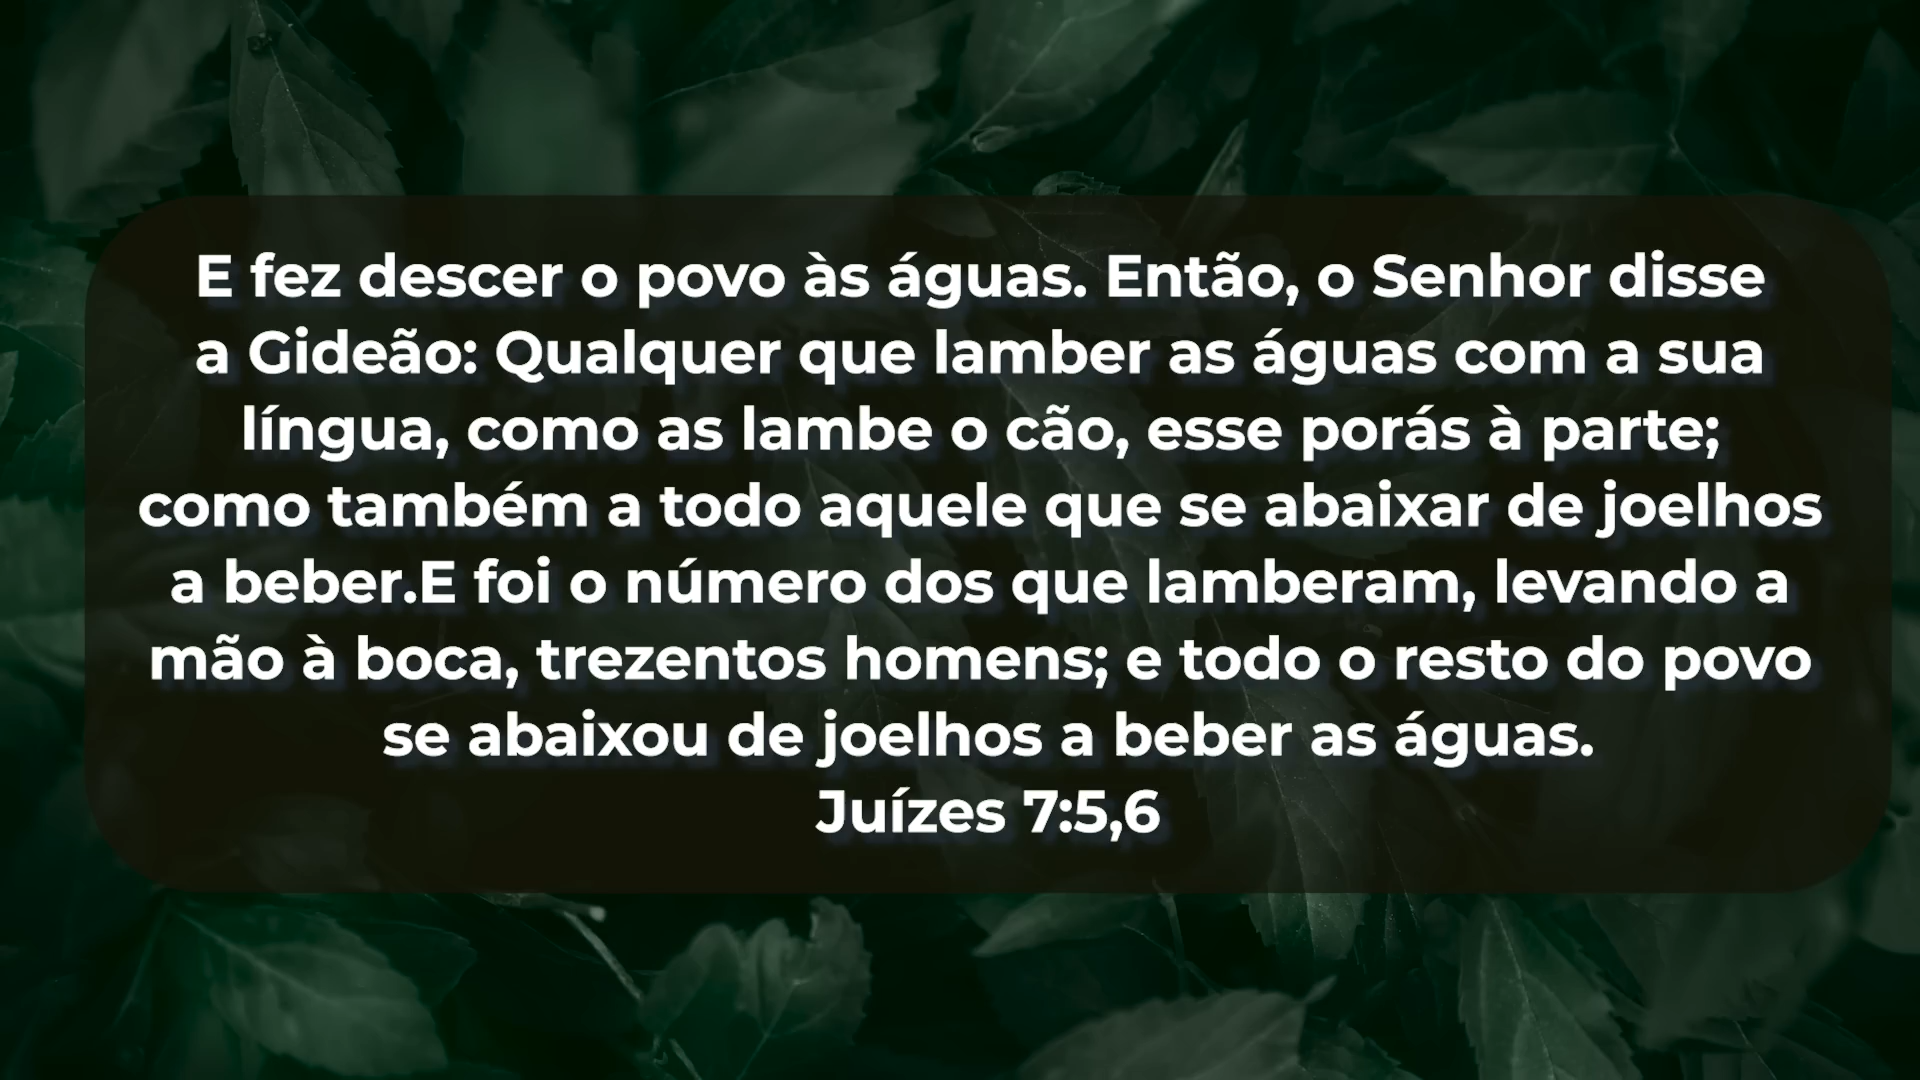 E fez descer o povo às águas. Então, o Senhor disse
a Gideão: Qualquer que lamber as águas com a sua
língua, como as lambe o cão, esse porás à parte;
como também a todo aquele que se abaixar de joelhos
a beber.E foi o número dos que lamberam, levando a
mão à boca, trezentos homens; e todo o resto do povo
se abaixou de joelhos a beber as águas.
Juízes 7:5,6